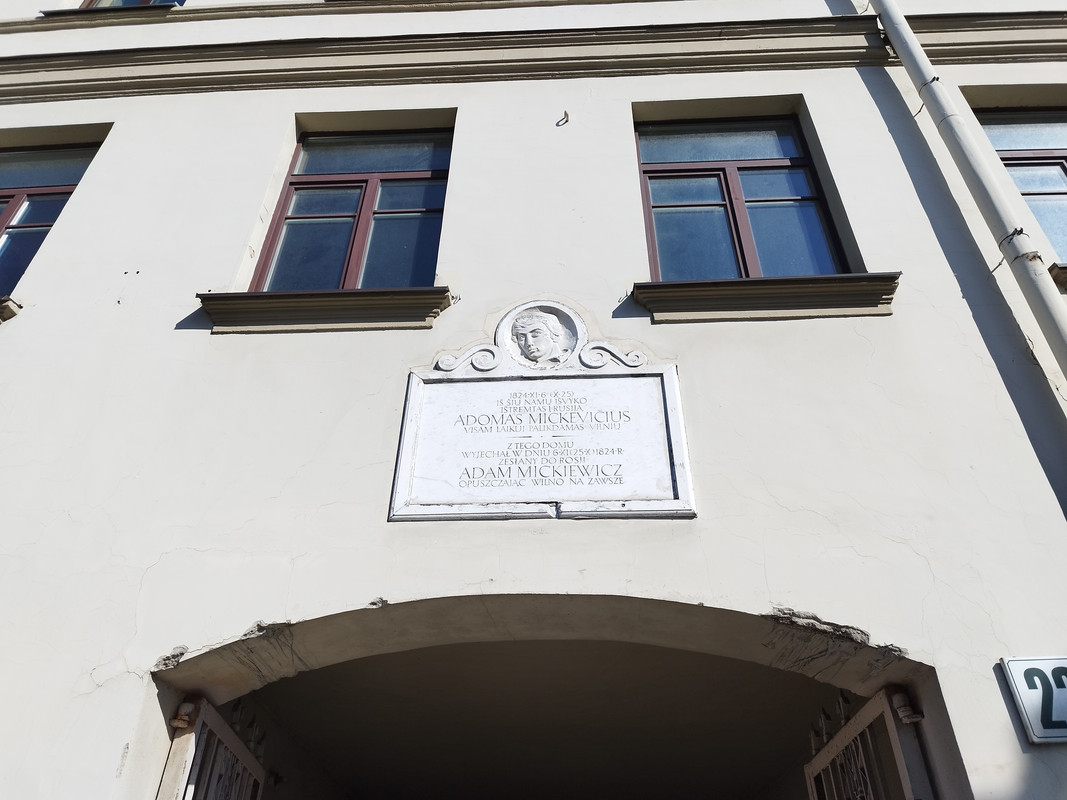 1824·XI·6·(X·25)
IŠ ŠIŲ NAMŲ IŠVYKO
IŠTREMTAS Į RUSIJĄ
ADOMAS MICKEVIČIUS
VISAM LAIKUI PALIKDAMAS VILNIŲ
Z TEGO DOMU
WYJECHAŁ W DNIU 6·XI(25·X)1824·R·
ZESŁANY DO ROSJI
ADAM MICKIEWICZ
OPUSZCZAJĄC WILNO NA ZAWSZE